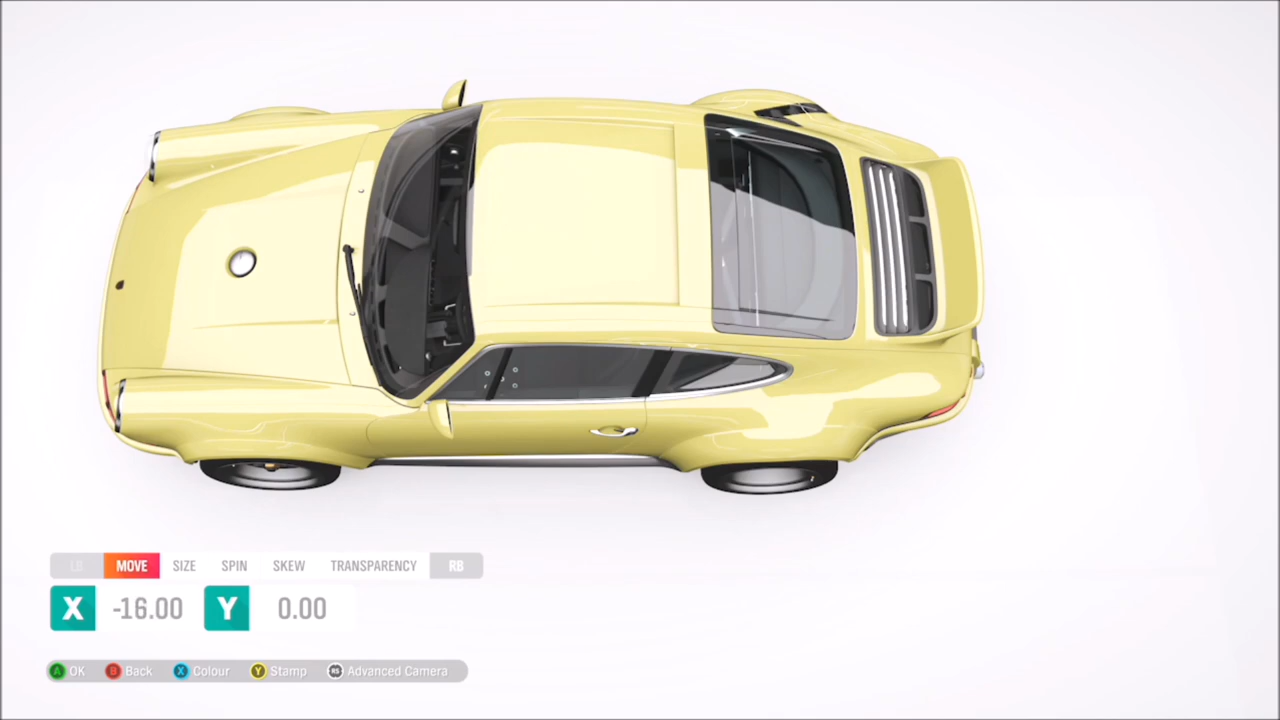 LB MOVE SIZE SPIN SKEW TRANSPARENCY RB
X -16.00 Y 0.00
A OK B Back X Colour Y Stamp RS Advanced Camera